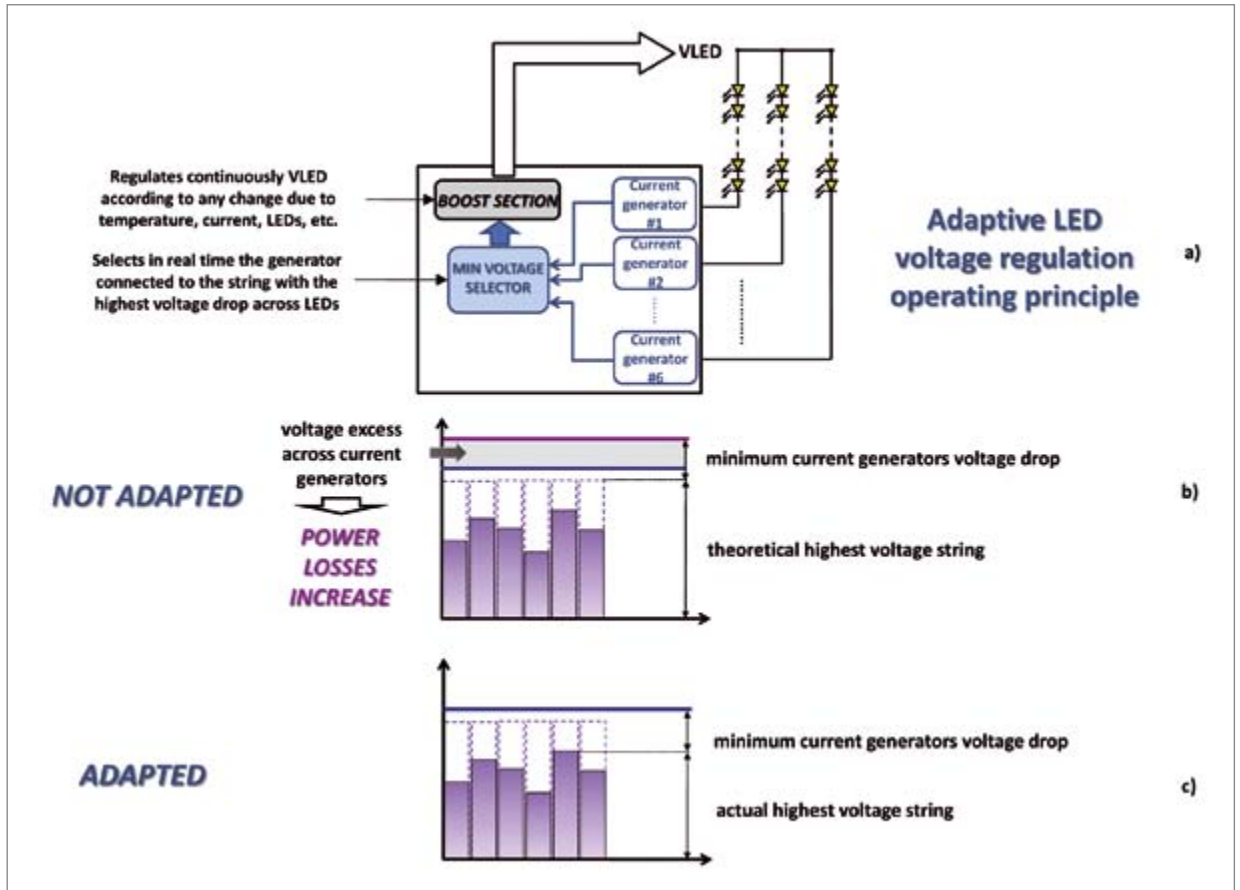 VLED
Regulates continuously VLED
according to any change due to
temperature, current, LEDs, etc.
BOOST SECTION
Current
generator
#1
Selects in real time the generator
connected to the string with the
highest voltage drop across LEDs
MIN VOLTAGE
SELECTOR
Current
generator
#2
Current
generator
#6
Adaptive LED
voltage regulation
operating principle
a)
NOT ADAPTED
voltage excess
across current
generators
POWER
LOSSES
INCREASE
minimum current generators voltage drop
theoretical highest voltage string
b)
ADAPTED
minimum current generators voltage drop
actual highest voltage string
c)